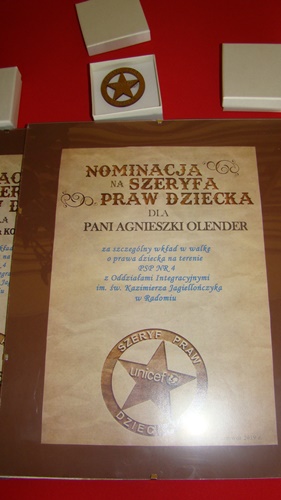 NOMINACJA
NA SZERYFA
PRAW DZIECKA
DLA
PANI AGNIESZKI OLENDER
za szczególny wkład w walkę
o prawa dziecka na terenie
PSP NR 4
z Oddziałami Integracyjnymi
im. św. Kazimierza Jagiellończyka
w Radomiu
SZERYF PRAW
unicef
DZIECKA